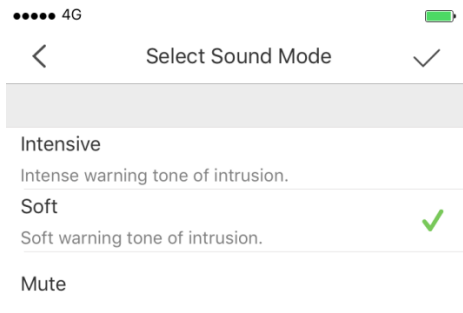 4G
Select Sound Mode
Intensive
Intense warning tone of intrusion.
Soft
Soft warning tone of intrusion.
Mute